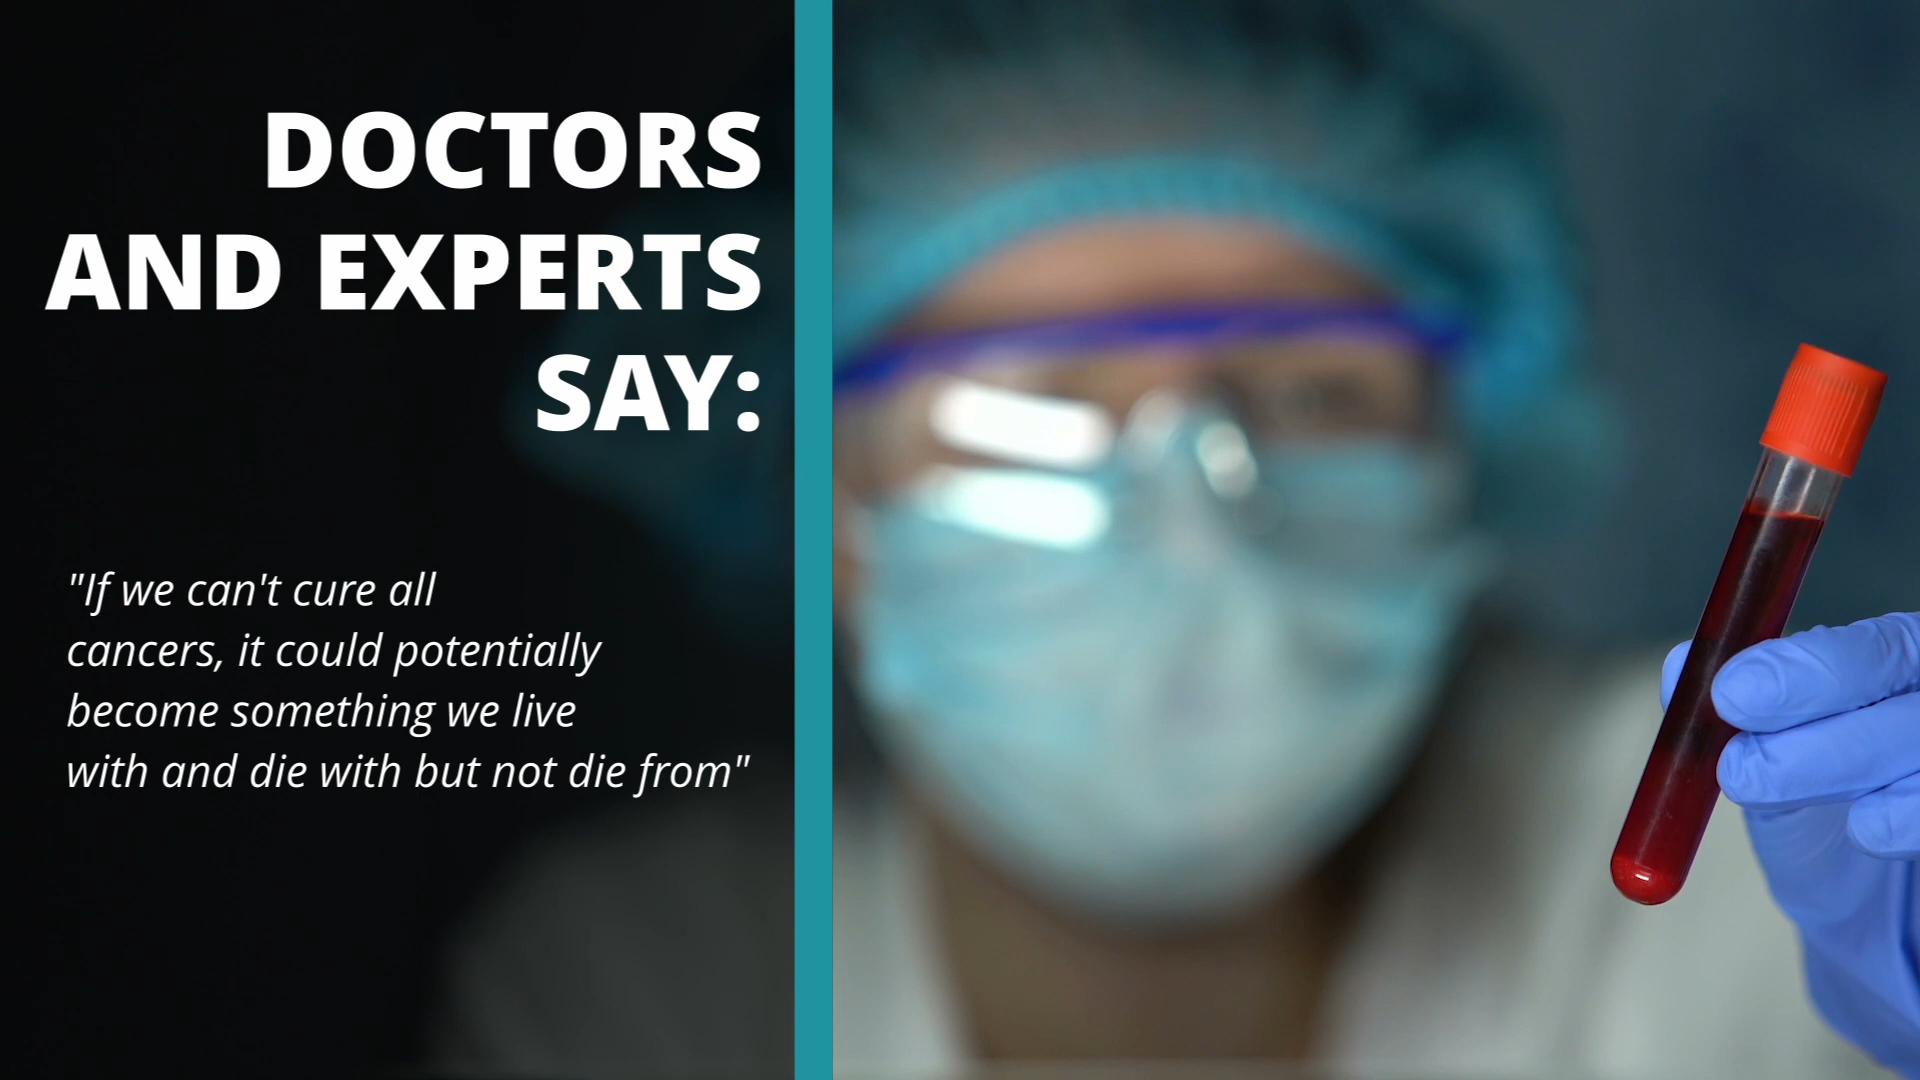 DOCTORS
AND EXPERTS
SAY:
"If we can't cure all
cancers, it could potentially
become something we live
with and die with but not die from"